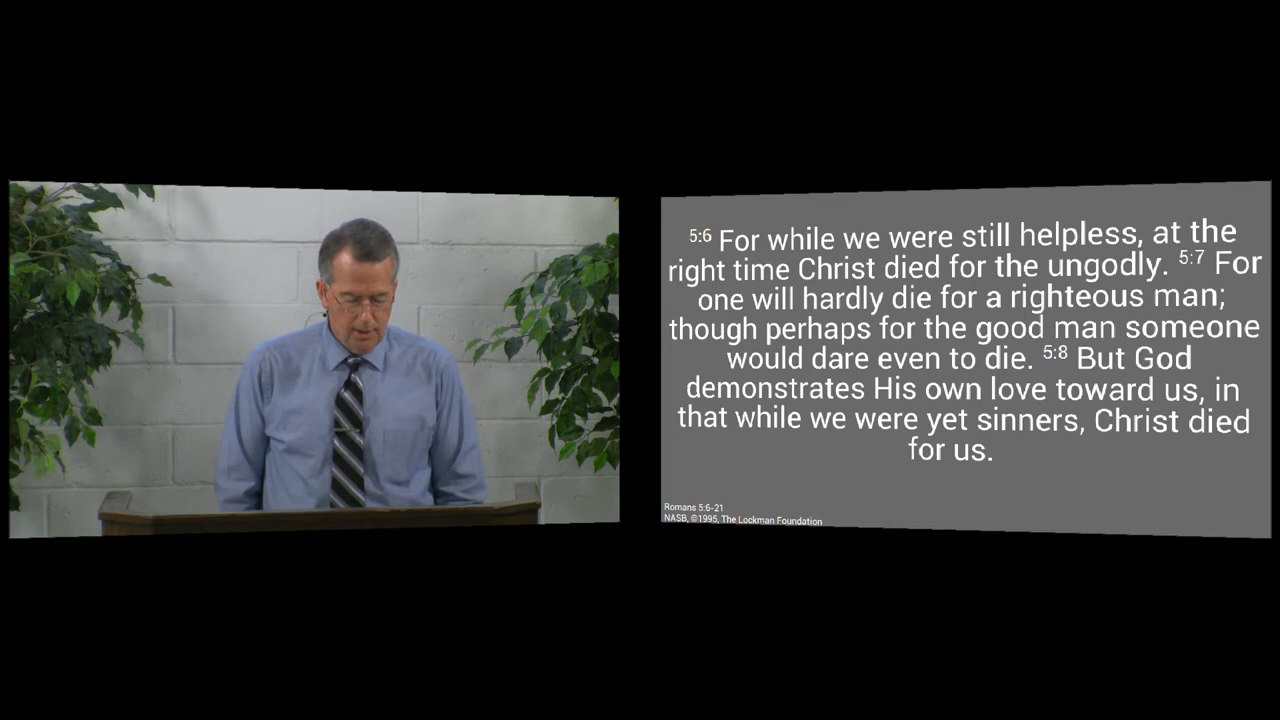 5:6 For while we were still helpless, at the
right time Christ died for the ungodly. 5:7 For
one will hardly die for a righteous man;
though perhaps for the good man someone
would dare even to die. 5:8 But God
demonstrates His own love toward us, in
that while we were yet sinners, Christ died
for us.
Romans 5:6-21
NASB, ©1995, The Lockman Foundation